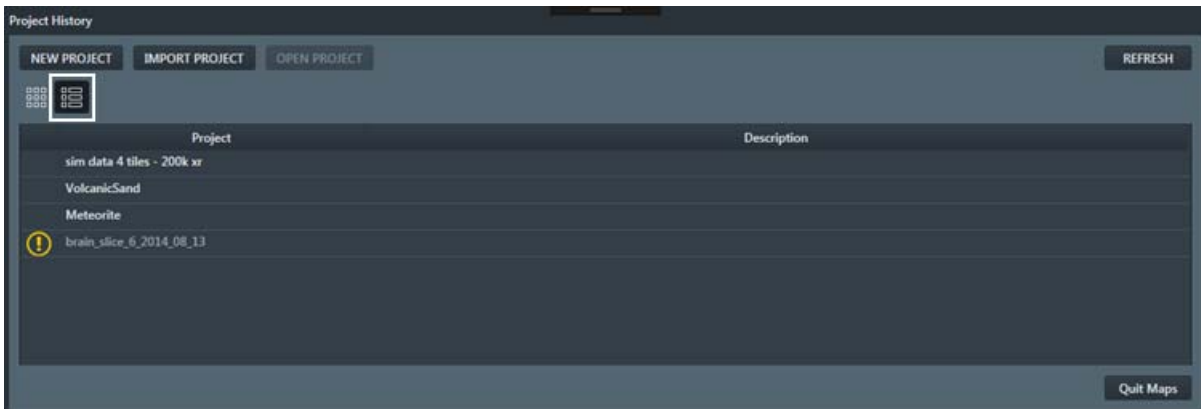 Project History
NEW PROJECT IMPORT PROJECT OPEN PROJECT REFRESH
Project Description
sim data 4 tiles - 200k xr
VolcanicSand
Meteorite
brain_slice_6_2014_08_13
Quit Maps